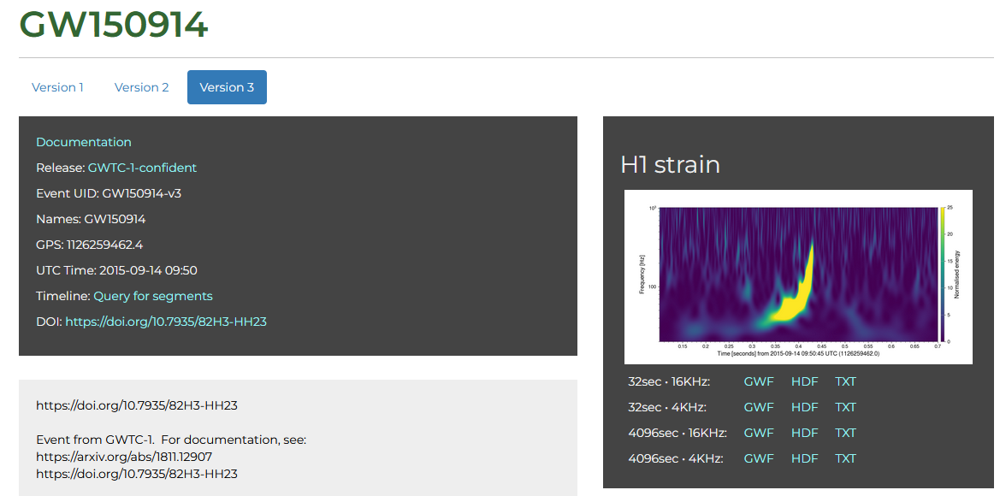 GW150914
Version 1 Version 2 Version 3
Documentation
Release: GWTC-1-confident
Event UID: GW150914-v3
Names: GW150914
GPS: 1126259462.4
UTC Time: 2015-09-14 09:50
Timeline: Query for segments
DOI: https://doi.org/10.7935/82H3-HH23
https://doi.org/10.7935/82H3-HH23
Event from GWTC-1. For documentation, see:
https://arxiv.org/abs/1811.12907
https://doi.org/10.7935/82H3-HH23
H1 strain
Frequency [Hz]
10³
100
0.15 0.2 0.25 0.3 0.35 0.4 0.45 0.5 0.55 0.6 0.65 0.7
Time [seconds] from 2015-09-14 09:50:45 UTC (1126259462.0)
25
20
15
10
5
0
Normalised energy
32sec • 16KHz: GWF HDF TXT
32sec • 4KHz: GWF HDF TXT
4096sec • 16KHz: GWF HDF TXT
4096sec • 4KHz: GWF HDF TXT